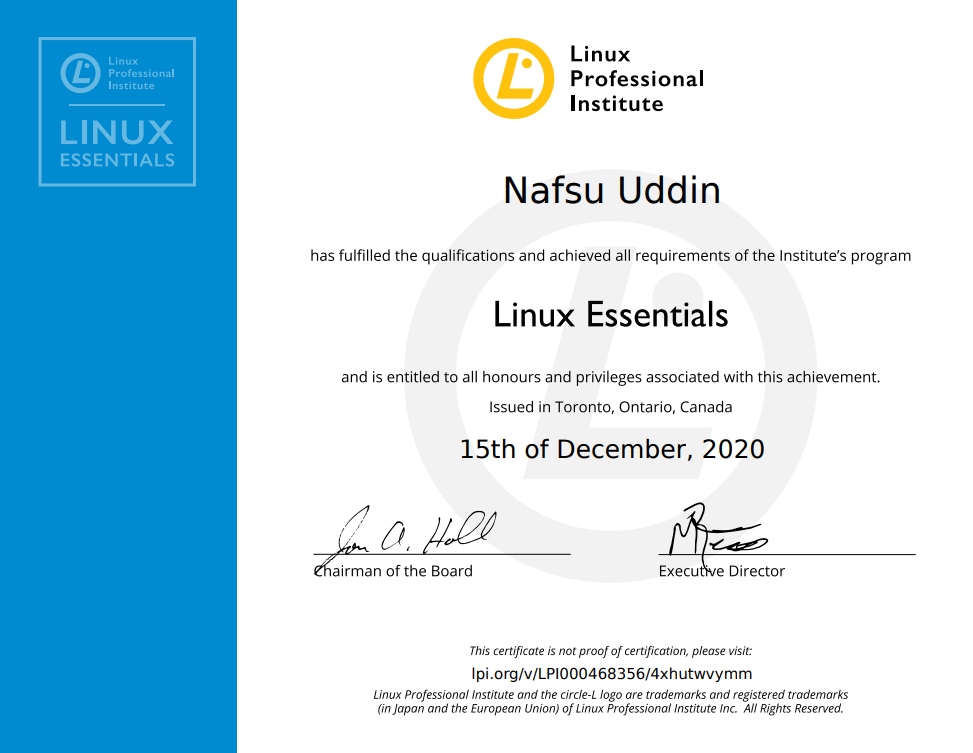 Linux
Professional
Institute
LINUX
ESSENTIALS
Linux
Professional
Institute
Nafsu Uddin
has fulfilled the qualifications and achieved all requirements of the Institute’s program
Linux Essentials
and is entitled to all honours and privileges associated with this achievement.
Issued in Toronto, Ontario, Canada
15th of December, 2020
Jon A. Hall
Chairman of the Board
Executive Director
This certificate is not proof of certification, please visit:
lpi.org/v/LPI000468356/4xhutwvymm
Linux Professional Institute and the circle-L logo are trademarks and registered trademarks
(in Japan and the European Union) of Linux Professional Institute Inc.  All Rights Reserved.